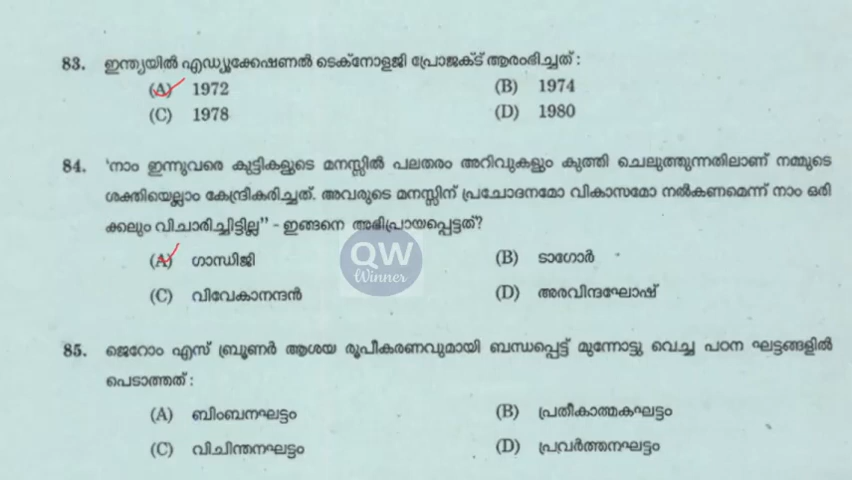 83. ഇന്ത്യയിൽ എഡ്യൂക്കേഷണൽ ടെക്നോളജി പ്രോജക്ട് ആരംഭിച്ചത് :
(A) 1972 (B) 1974
(C) 1978 (D) 1980
84. 'നാം ഇന്നുവരെ കുട്ടികളുടെ മനസ്സിൽ പലതരം അറിവുകളും കുത്തി ചെലുത്തുന്നതിലാണ് നമ്മുടെ
ശക്തിയെല്ലാം കേന്ദ്രീകരിച്ചത്. അവരുടെ മനസ്സിന് പ്രചോദനമോ വികാസമോ നൽകണമെന്ന് നാം ഒരി
ക്കലും വിചാരിച്ചിട്ടില്ല'' - ഇങ്ങനെ അഭിപ്രായപ്പെട്ടത്?
(A) ഗാന്ധിജി (B) ടാഗോർ
QW
Winner
(C) വിവേകാനന്ദൻ (D) അരവിന്ദഘോഷ്
85. ജെറോം എസ് ബ്രൂണർ ആശയ രൂപീകരണവുമായി ബന്ധപ്പെട്ട് മുന്നോട്ടു വെച്ച പഠന ഘട്ടങ്ങളിൽ
പെടാത്തത് :
(A) ബിംബനഘട്ടം (B) പ്രതീകാത്മകഘട്ടം
(C) വിചിന്തനഘട്ടം (D) പ്രവർത്തനഘട്ടം